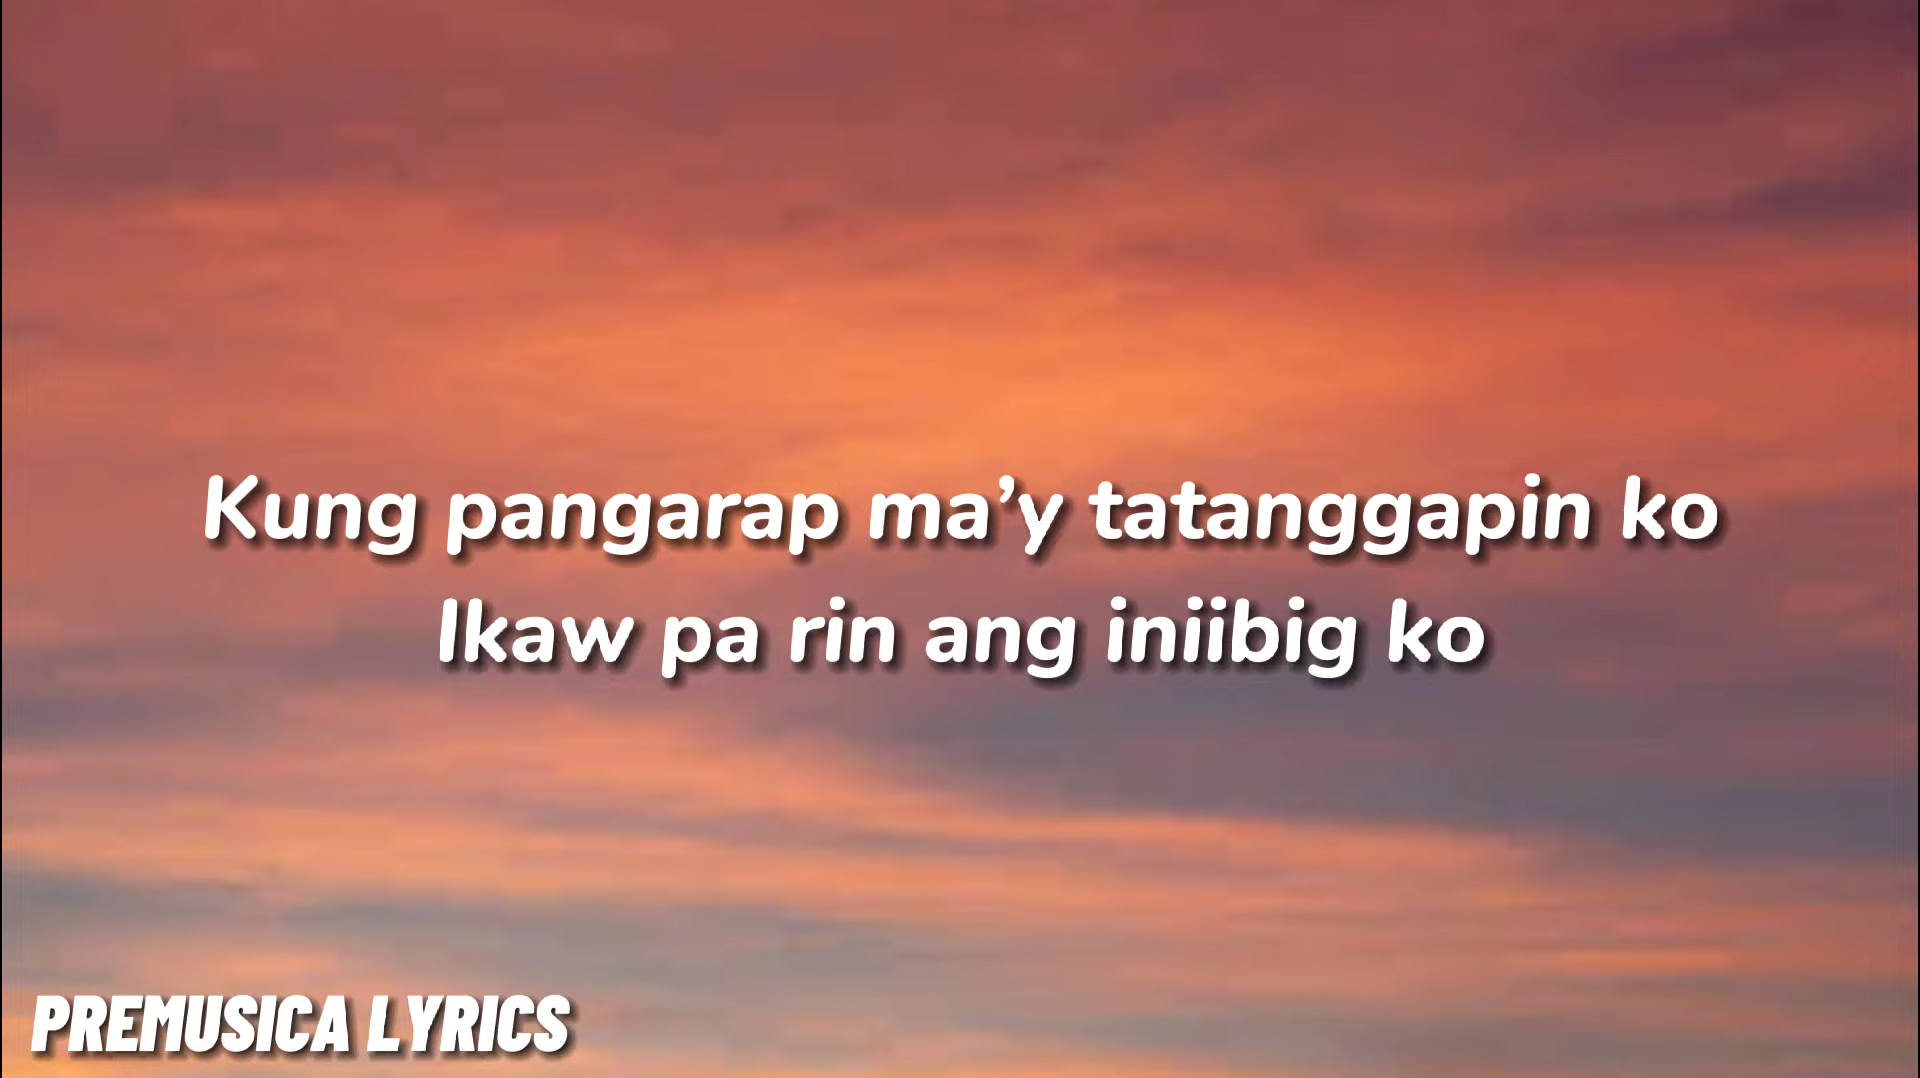 Kung pangarap ma’y tatanggapin ko
Ikaw pa rin ang iniibig ko
PREMUSICA LYRICS